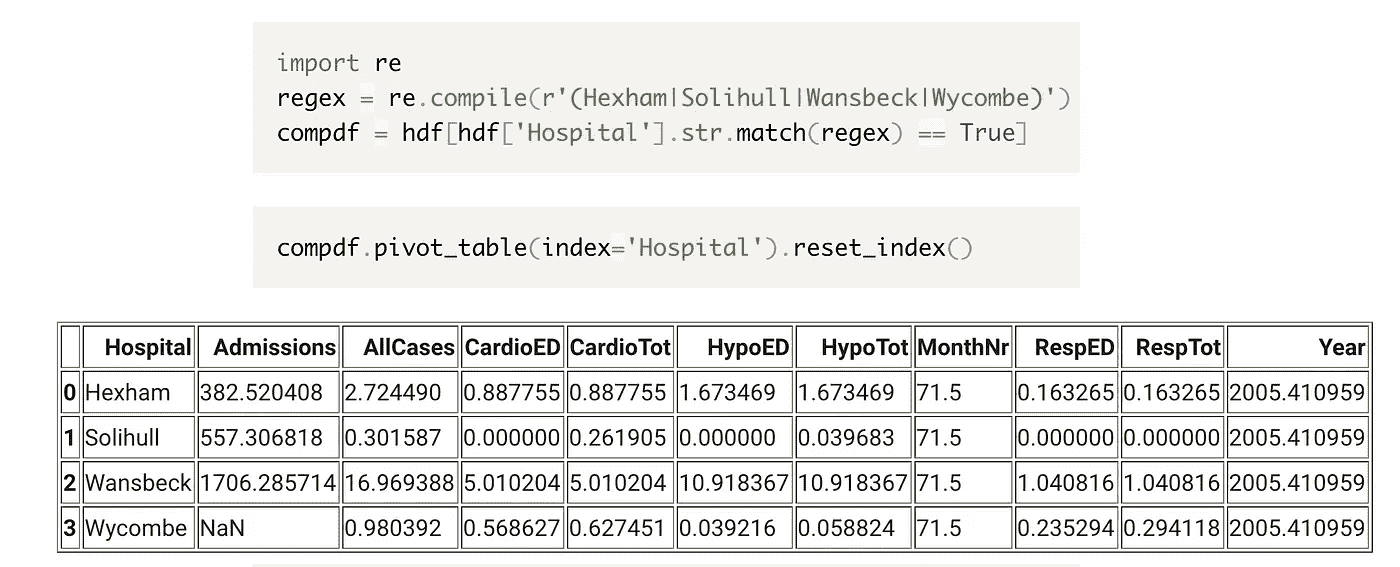 import re
regex = re.compile(r'(Hexham|Solihull|Wansbeck|Wycombe)')
compdf = hdf[hdf['Hospital'].str.match(regex) == True]
compdf.pivot_table(index='Hospital').reset_index()
Hospital Admissions AllCases CardioED CardioTot HypoED HypoTot MonthNr RespED RespTot Year
0 Hexham 382.520408 2.724490 0.887755 0.887755 1.673469 1.673469 71.5 0.163265 0.163265 2005.410959
1 Solihull 557.306818 0.301587 0.000000 0.261905 0.000000 0.039683 71.5 0.000000 0.000000 2005.410959
2 Wansbeck 1706.285714 16.969388 5.010204 5.010204 10.918367 10.918367 71.5 1.040816 1.040816 2005.410959
3 Wycombe NaN 0.980392 0.568627 0.627451 0.039216 0.058824 71.5 0.235294 0.294118 2005.410959